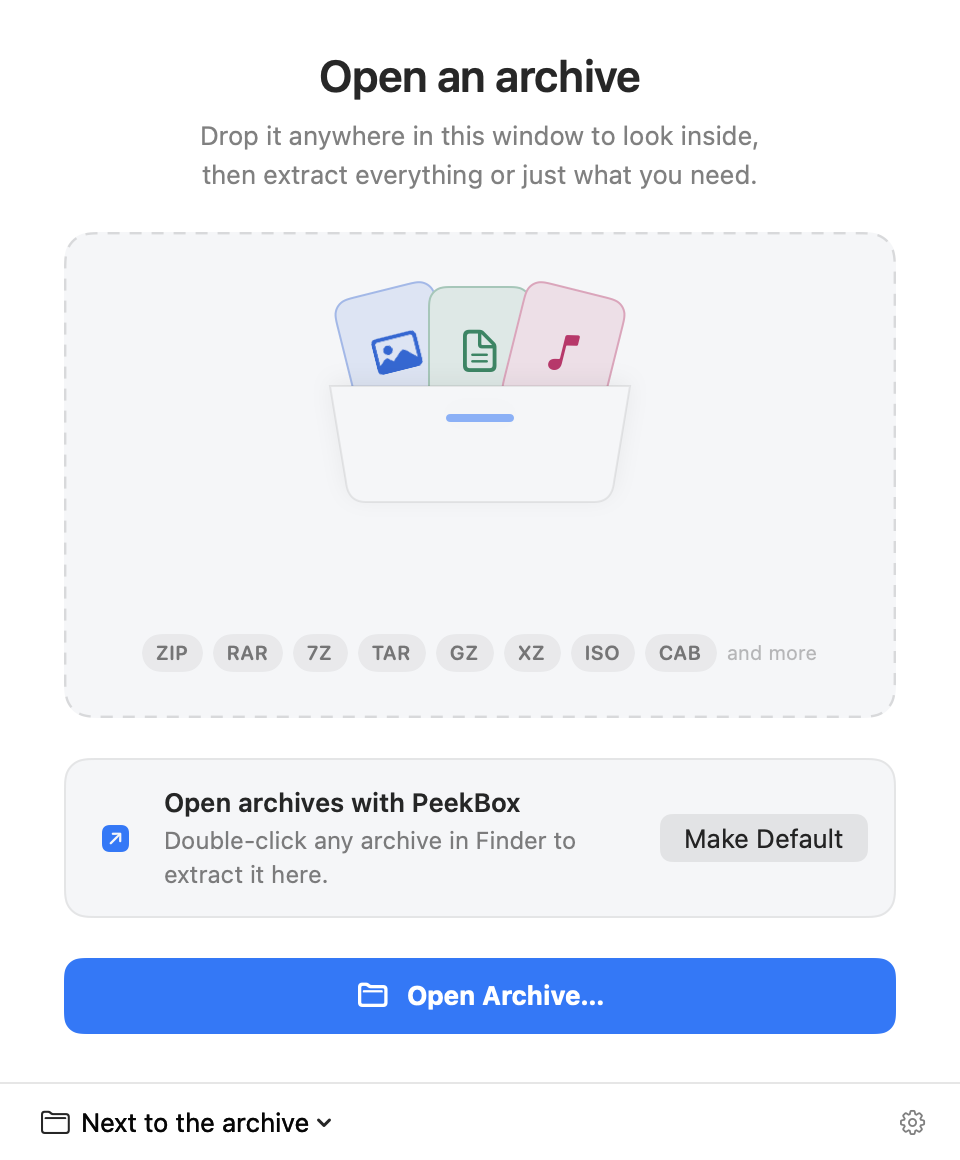 Open an archive
Drop it anywhere in this window to look inside,
then extract everything or just what you need.
ZIP RAR 7Z TAR GZ XZ ISO CAB and more
Open archives with PeekBox
Double-click any archive in Finder to
extract it here.
Make Default
Open Archive...
Next to the archive